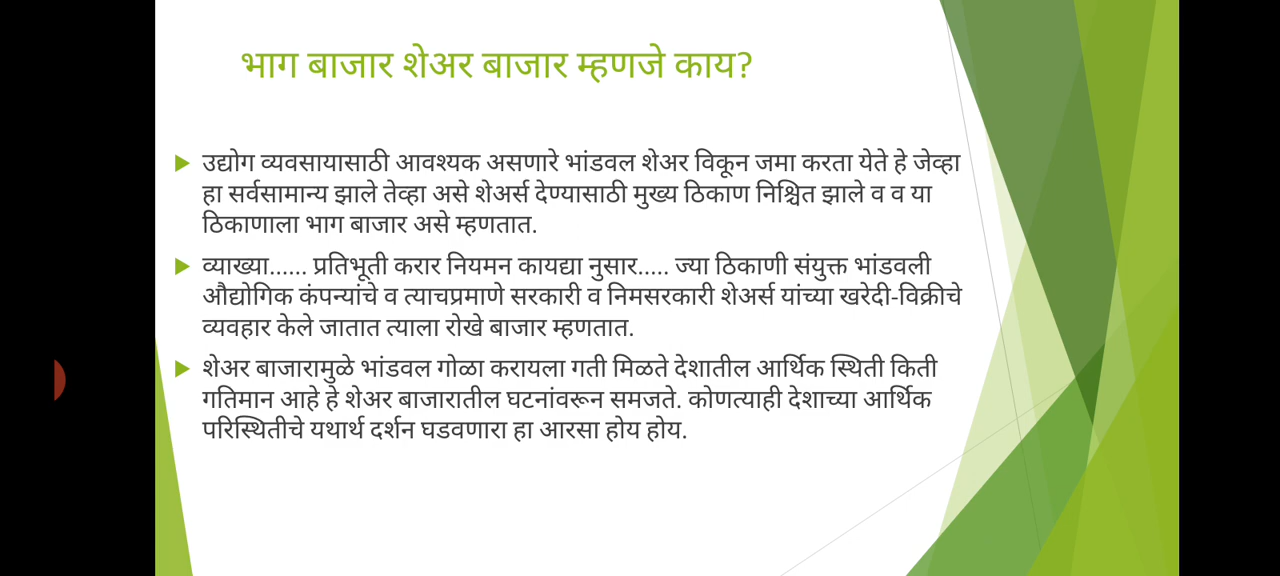 भाग बाजार शेअर बाजार म्हणजे काय?
उद्योग व्यवसायासाठी आवश्यक असणारे भांडवल शेअर विकून जमा करता येते हे जेव्हा
हा सर्वसामान्य झाले तेव्हा असे शेअर्स देण्यासाठी मुख्य ठिकाण निश्चित झाले व व या
ठिकाणाला भाग बाजार असे म्हणतात.
व्याख्या...... प्रतिभूती करार नियमन कायद्या नुसार..... ज्या ठिकाणी संयुक्त भांडवली
औद्योगिक कंपन्यांचे व त्याचप्रमाणे सरकारी व निमसरकारी शेअर्स यांच्या खरेदी-विक्रीचे
व्यवहार केले जातात त्याला रोखे बाजार म्हणतात.
शेअर बाजारामुळे भांडवल गोळा करायला गती मिळते देशातील आर्थिक स्थिती किती
गतिमान आहे हे शेअर बाजारातील घटनांवरून समजते. कोणत्याही देशाच्या आर्थिक
परिस्थितीचे यथार्थ दर्शन घडवणारा हा आरसा होय होय.